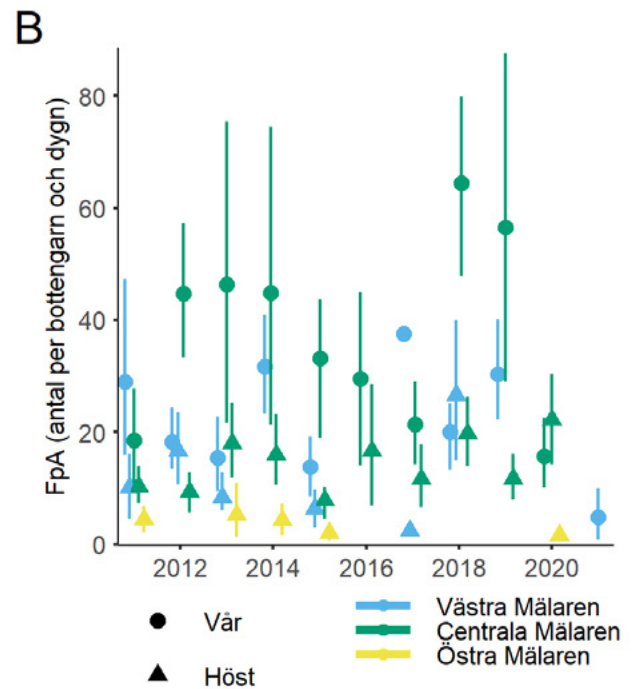 B
FpA (antal per bottengarn och dygn)
80
60
40
20
0
2012 2014 2016 2018 2020
Vår
Höst
Västra Mälaren
Centrala Mälaren
Östra Mälaren